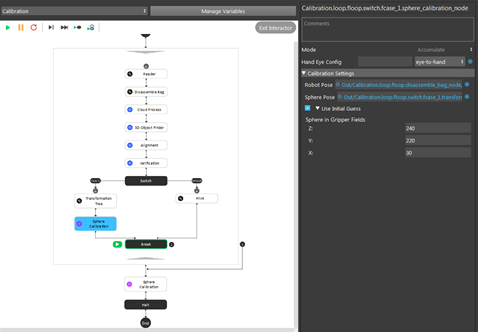 Calibration
Manage Variables
Exit Interactor
Reader
Disassemble Bag
Cloud Process
3D Object Finder
Alignment
Verification
Switch
Transformation
Tree
Print
Sphere
Calibration
Break
Sphere
Calibration
Halt
End
Calibration.loop.floop.switch.fcase_1.sphere_calibration_node
Comments
Mode
Accumulate
Hand Eye Config
eye-to-hand
Calibration Settings
Robot Pose
Out/Calibration.loop.floop.disassemble_bag_node
Sphere Pose
Out/Calibration.loop.floop.switch.fcase_1.transfor
Use Initial Guess
Sphere in Gripper Fields
Z: 240
Y: 220
X: 30